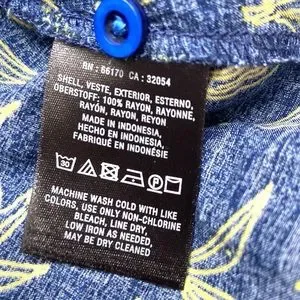 RN : 66170 CA : 32054
SHELL, VESTE, EXTERIOR, ESTERNO,
OBERSTOFF: 100% RAYON, RAYONNE,
RAYÓN, RAYON, REYON
MADE IN INDONESIA,
HECHO EN INDONESIA,
FABRIQUÉ EN INDONÉSIE
30
P
MACHINE WASH COLD WITH LIKE
COLORS, USE ONLY NON-CHLORINE
BLEACH, LINE DRY,
LOW IRON AS NEEDED,
MAY BE DRY CLEANED